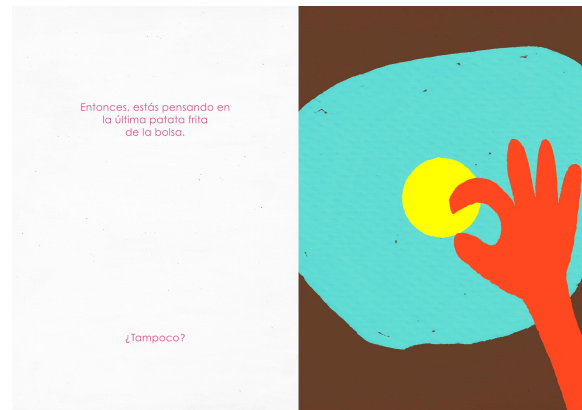 Entonces, estás pensando en
la última patata frita
de la bolsa.
¿Tampoco?